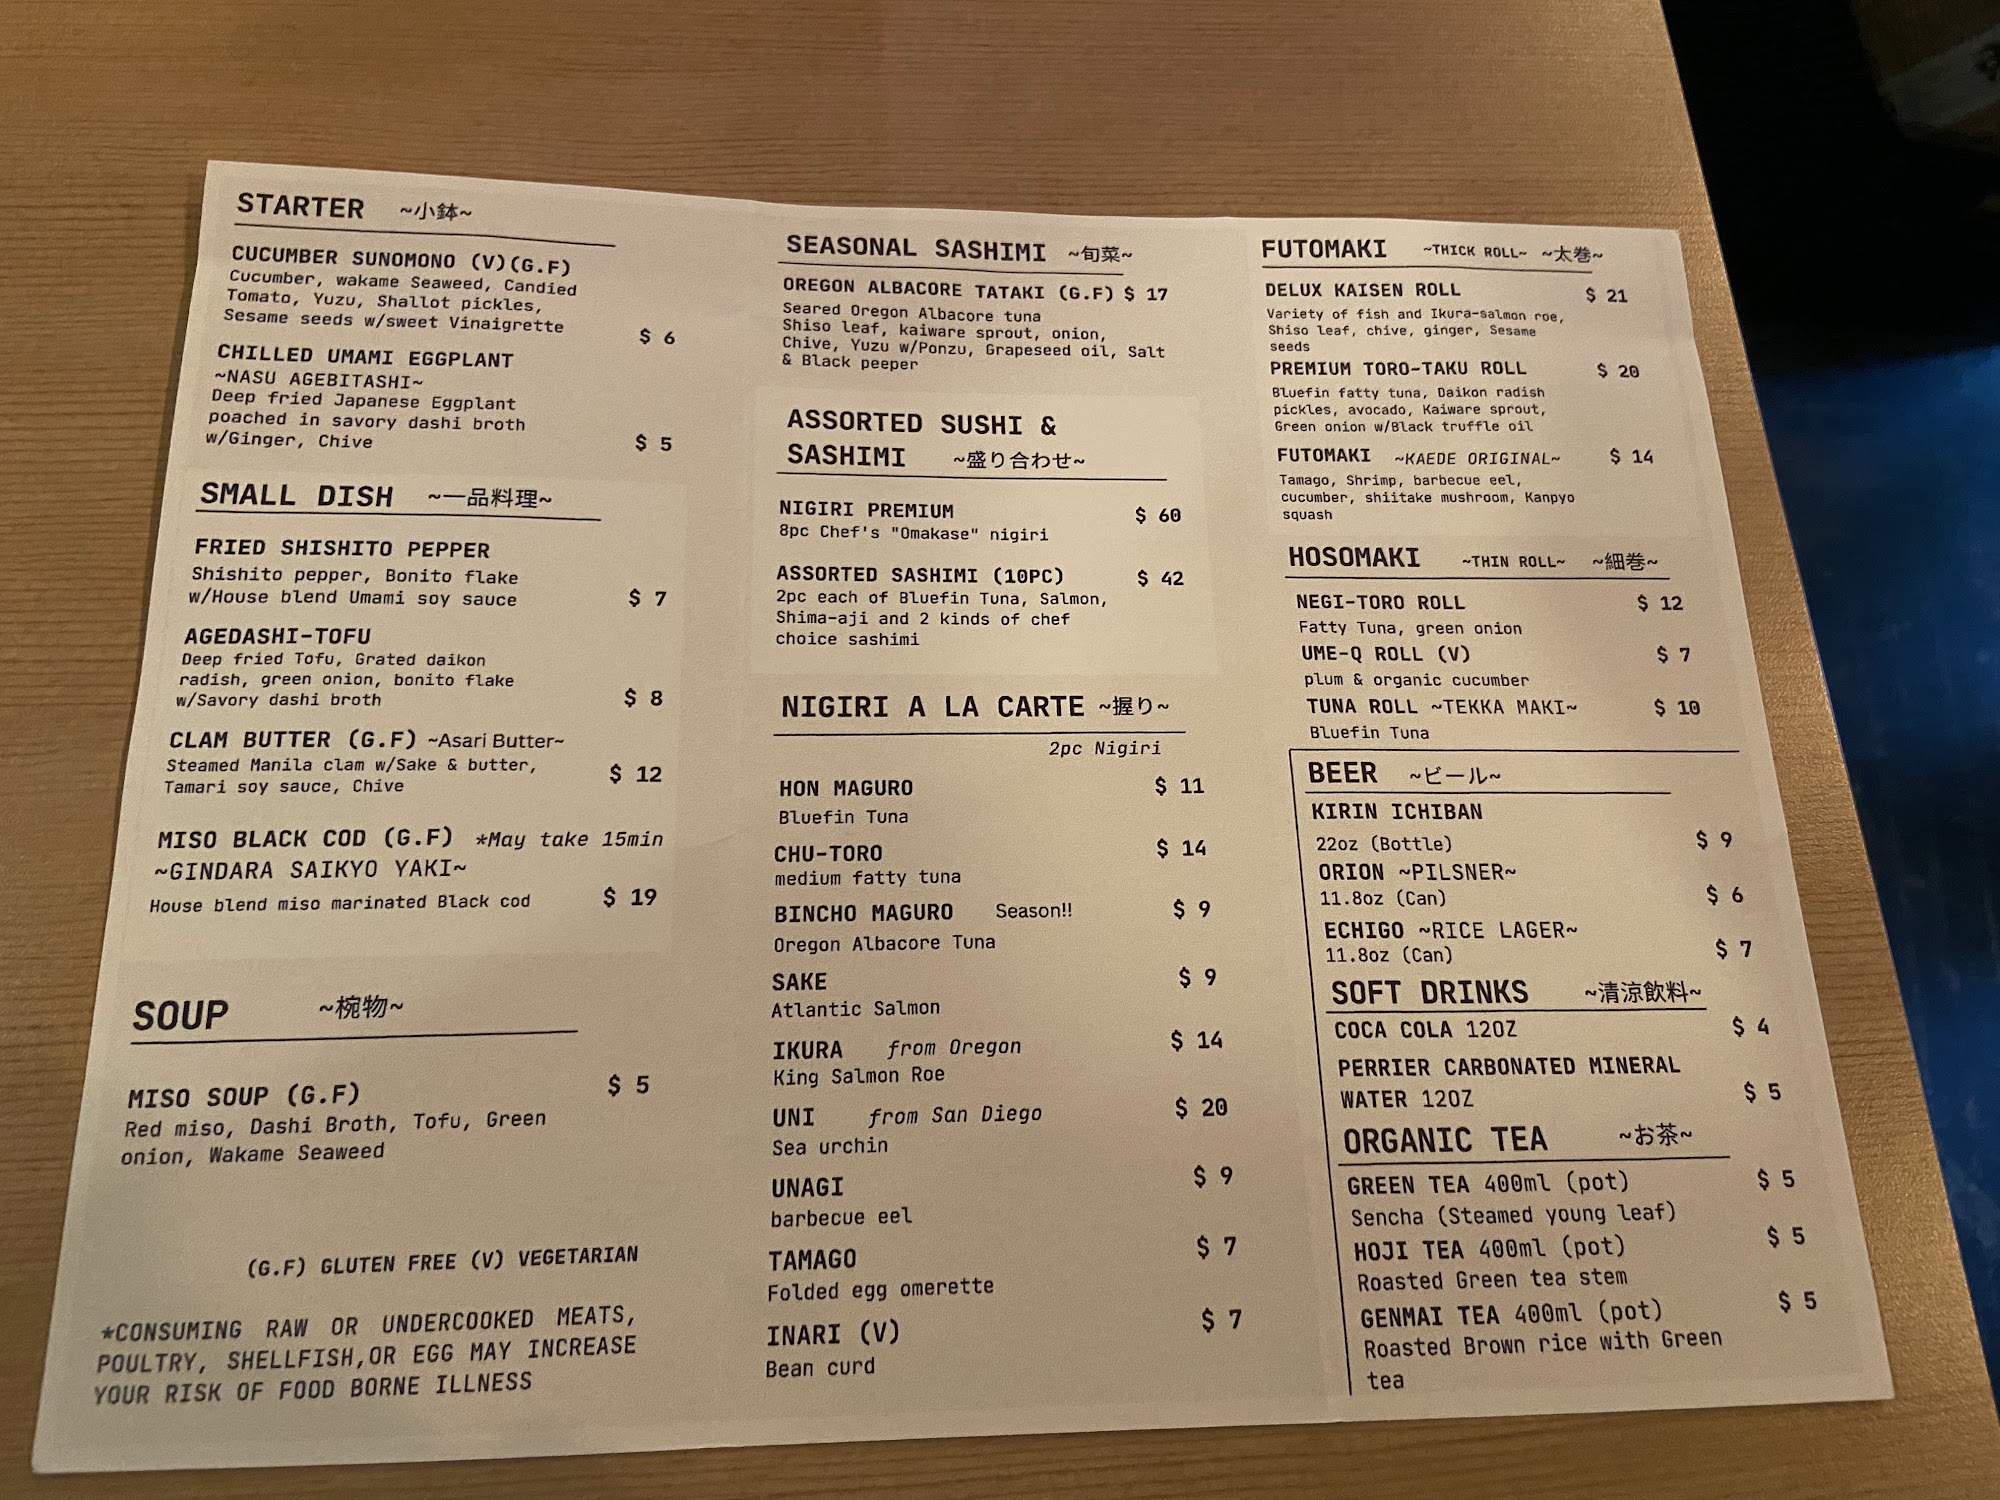 STARTER ~小鉢~
CUCUMBER SUNOMONO (V)(G.F)
Cucumber, wakame Seaweed, Candied
Tomato, Yuzu, Shallot pickles,
Sesame seeds w/sweet Vinaigrette $ 6
CHILLED UMAMI EGGPLANT
~NASU AGEBITASHI~
Deep fried Japanese Eggplant
poached in savory dashi broth
w/Ginger, Chive $ 5
SMALL DISH ~一品料理~
FRIED SHISHITO PEPPER
Shishito pepper, Bonito flake
w/House blend Umami soy sauce $ 7
AGEDASHI-TOFU
Deep fried Tofu, Grated daikon
radish, green onion, bonito flake
w/Savory dashi broth $ 8
CLAM BUTTER (G.F) ~Asari Butter~
Steamed Manila clam w/Sake & butter, $ 12
Tamari soy sauce, Chive
MISO BLACK COD (G.F) *May take 15min
~GINDARA SAIKYO YAKI~
House blend miso marinated Black cod $ 19
SOUP ~椀物~
MISO SOUP (G.F) $ 5
Red miso, Dashi Broth, Tofu, Green
onion, Wakame Seaweed
(G.F) GLUTEN FREE (V) VEGETARIAN
*CONSUMING RAW OR UNDERCOOKED MEATS,
POULTRY, SHELLFISH,OR EGG MAY INCREASE
YOUR RISK OF FOOD BORNE ILLNESS
SEASONAL SASHIMI ~旬菜~
OREGON ALBACORE TATAKI (G.F) $ 17
Seared Oregon Albacore tuna
Shiso leaf, kaiware sprout, onion,
Chive, Yuzu w/Ponzu, Grapeseed oil, Salt
& Black peeper
ASSORTED SUSHI &
SASHIMI ~盛り合わせ~
NIGIRI PREMIUM $ 60
8pc Chef's "Omakase" nigiri
ASSORTED SASHIMI (10PC) $ 42
2pc each of Bluefin Tuna, Salmon,
Shima-aji and 2 kinds of chef
choice sashimi
NIGIRI A LA CARTE ~握り~
2pc Nigiri
HON MAGURO $ 11
Bluefin Tuna
CHU-TORO $ 14
medium fatty tuna
BINCHO MAGURO Season!! $ 9
Oregon Albacore Tuna
SAKE $ 9
Atlantic Salmon
IKURA from Oregon $ 14
King Salmon Roe
UNI from San Diego $ 20
Sea urchin
UNAGI $ 9
barbecue eel
TAMAGO $ 7
Folded egg omerette
INARI (V) $ 7
Bean curd
FUTOMAKI ~THICK ROLL~ ~太巻~
DELUX KAISEN ROLL $ 21
Variety of fish and Ikura-salmon roe,
Shiso leaf, chive, ginger, Sesame
seeds
PREMIUM TORO-TAKU ROLL $ 20
Bluefin fatty tuna, Daikon radish
pickles, avocado, Kaiware sprout,
Green onion w/Black truffle oil
FUTOMAKI ~KAEDE ORIGINAL~ $ 14
Tamago, Shrimp, barbecue eel,
cucumber, shiitake mushroom, Kanpyo
squash
HOSOMAKI ~THIN ROLL~ ~細巻~
NEGI-TORO ROLL $ 12
Fatty Tuna, green onion
UME-Q ROLL (V) $ 7
plum & organic cucumber
TUNA ROLL ~TEKKA MAKI~ $ 10
Bluefin Tuna
BEER ~ビール~
KIRIN ICHIBAN
22oz (Bottle) $ 9
ORION ~PILSNER~
11.8oz (Can) $ 6
ECHIGO ~RICE LAGER~
11.8oz (Can) $ 7
SOFT DRINKS ~清涼飲料~
COCA COLA 12OZ $ 4
PERRIER CARBONATED MINERAL
WATER 12OZ $ 5
ORGANIC TEA ~お茶~
GREEN TEA 400ml (pot) $ 5
Sencha (Steamed young leaf)
HOJI TEA 400ml (pot) $ 5
Roasted Green tea stem
GENMAI TEA 400ml (pot) $ 5
Roasted Brown rice with Green
tea